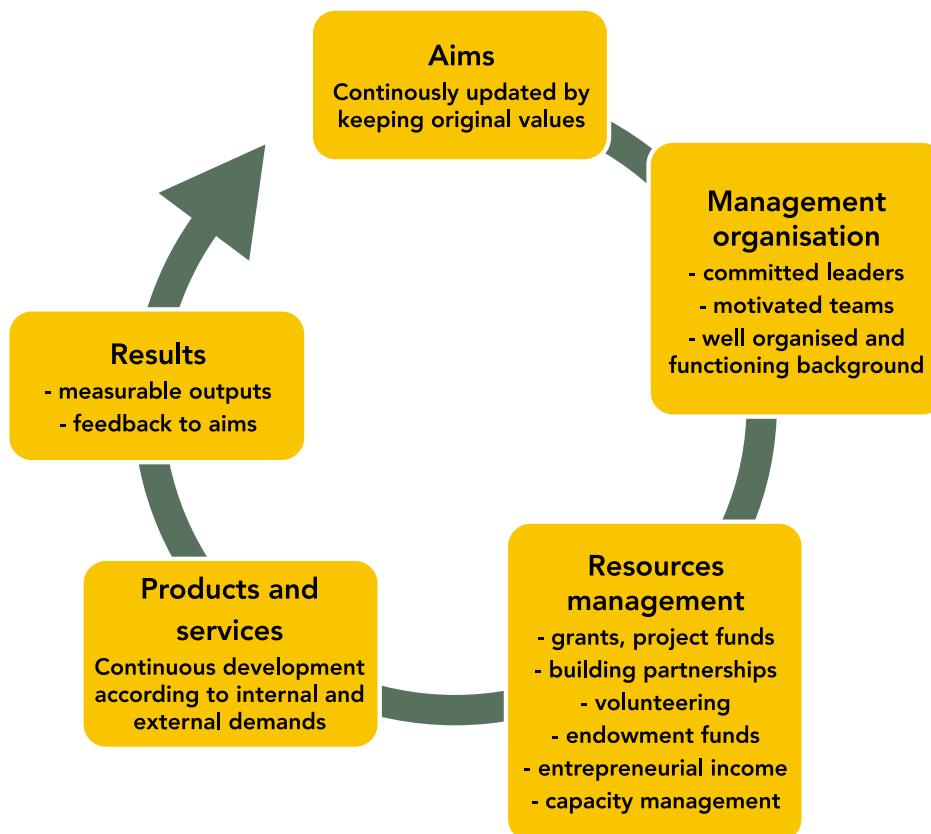 Aims
Continously updated by
keeping original values
Management
organisation
- committed leaders
- motivated teams
- well organised and
functioning background
Resources
management
- grants, project funds
- building partnerships
- volunteering
- endowment funds
- entrepreneurial income
- capacity management
Products and
services
Continuous development
according to internal and
external demands
Results
- measurable outputs
- feedback to aims